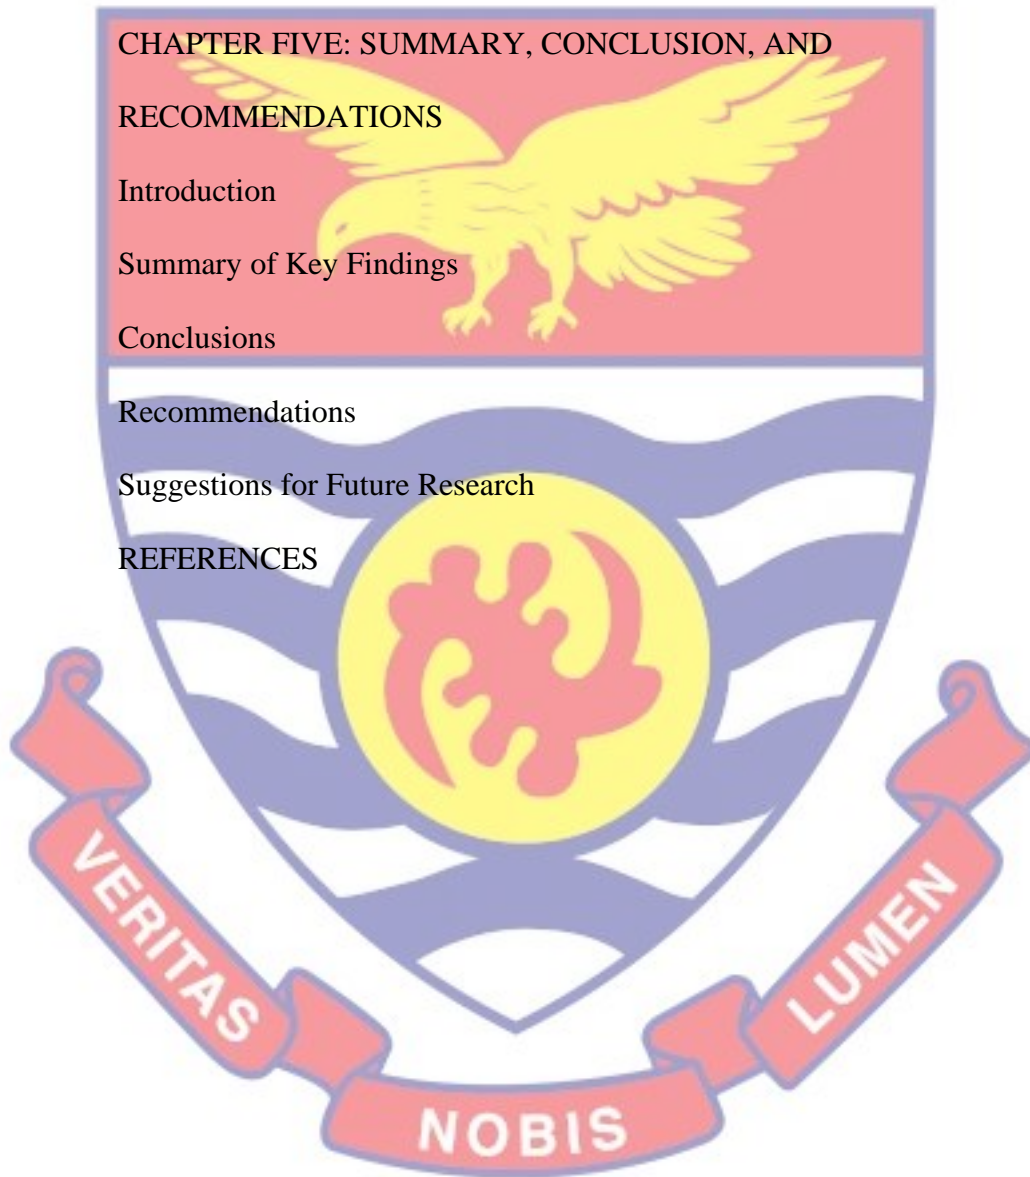 CHAPTER FIVE: SUMMARY, CONCLUSION, AND
RECOMMENDATIONS
Introduction
Summary of Key Findings
Conclusions
Recommendations
Suggestions for Future Research
REFERENCES
VERITAS
NOBIS
LUMEN